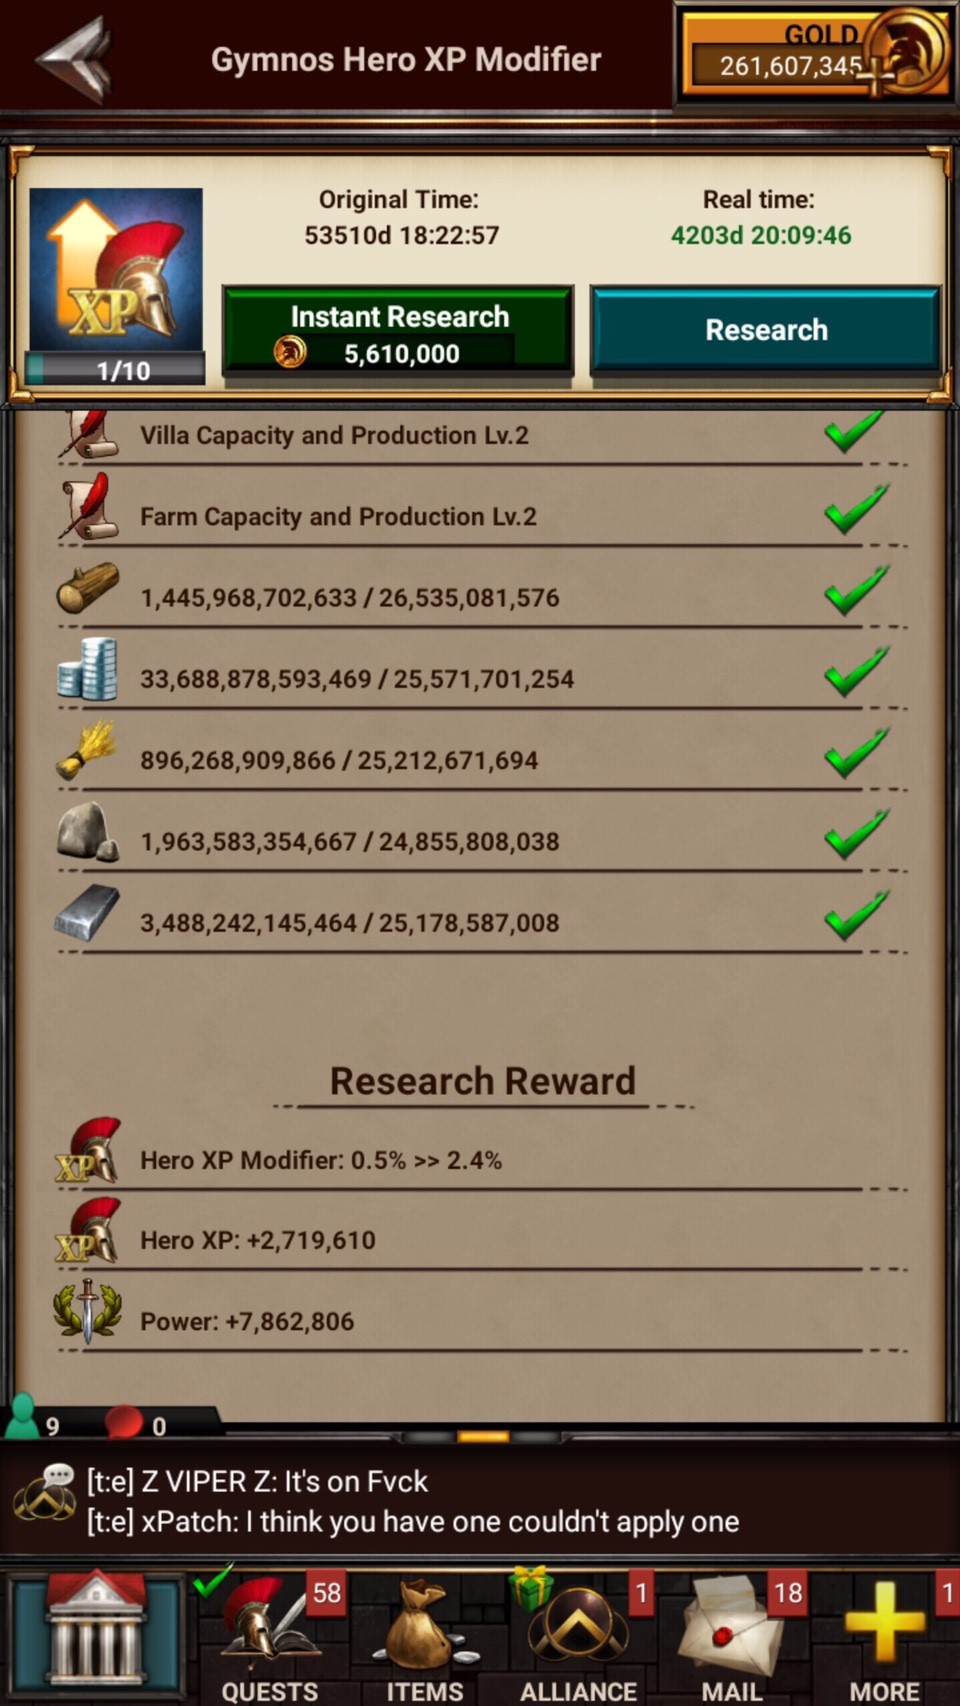 Gymnos Hero XP Modifier
GOLD
261,607,345
Original Time:
53510d 18:22:57
Real time:
4203d 20:09:46
XP
1/10
Instant Research
5,610,000
Research
Villa Capacity and Production Lv.2
Farm Capacity and Production Lv.2
1,445,968,702,633 / 26,535,081,576
33,688,878,593,469 / 25,571,701,254
896,268,909,866 / 25,212,671,694
1,963,583,354,667 / 24,855,808,038
3,488,242,145,464 / 25,178,587,008
Research Reward
XP
Hero XP Modifier: 0.5% >> 2.4%
XP
Hero XP: +2,719,610
Power: +7,862,806
9
0
[t:e] Z VIPER Z: It's on Fvck
[t:e] xPatch: I think you have one couldn't apply one
58
1
18
1
QUESTS
ITEMS
ALLIANCE
MAIL
MORE